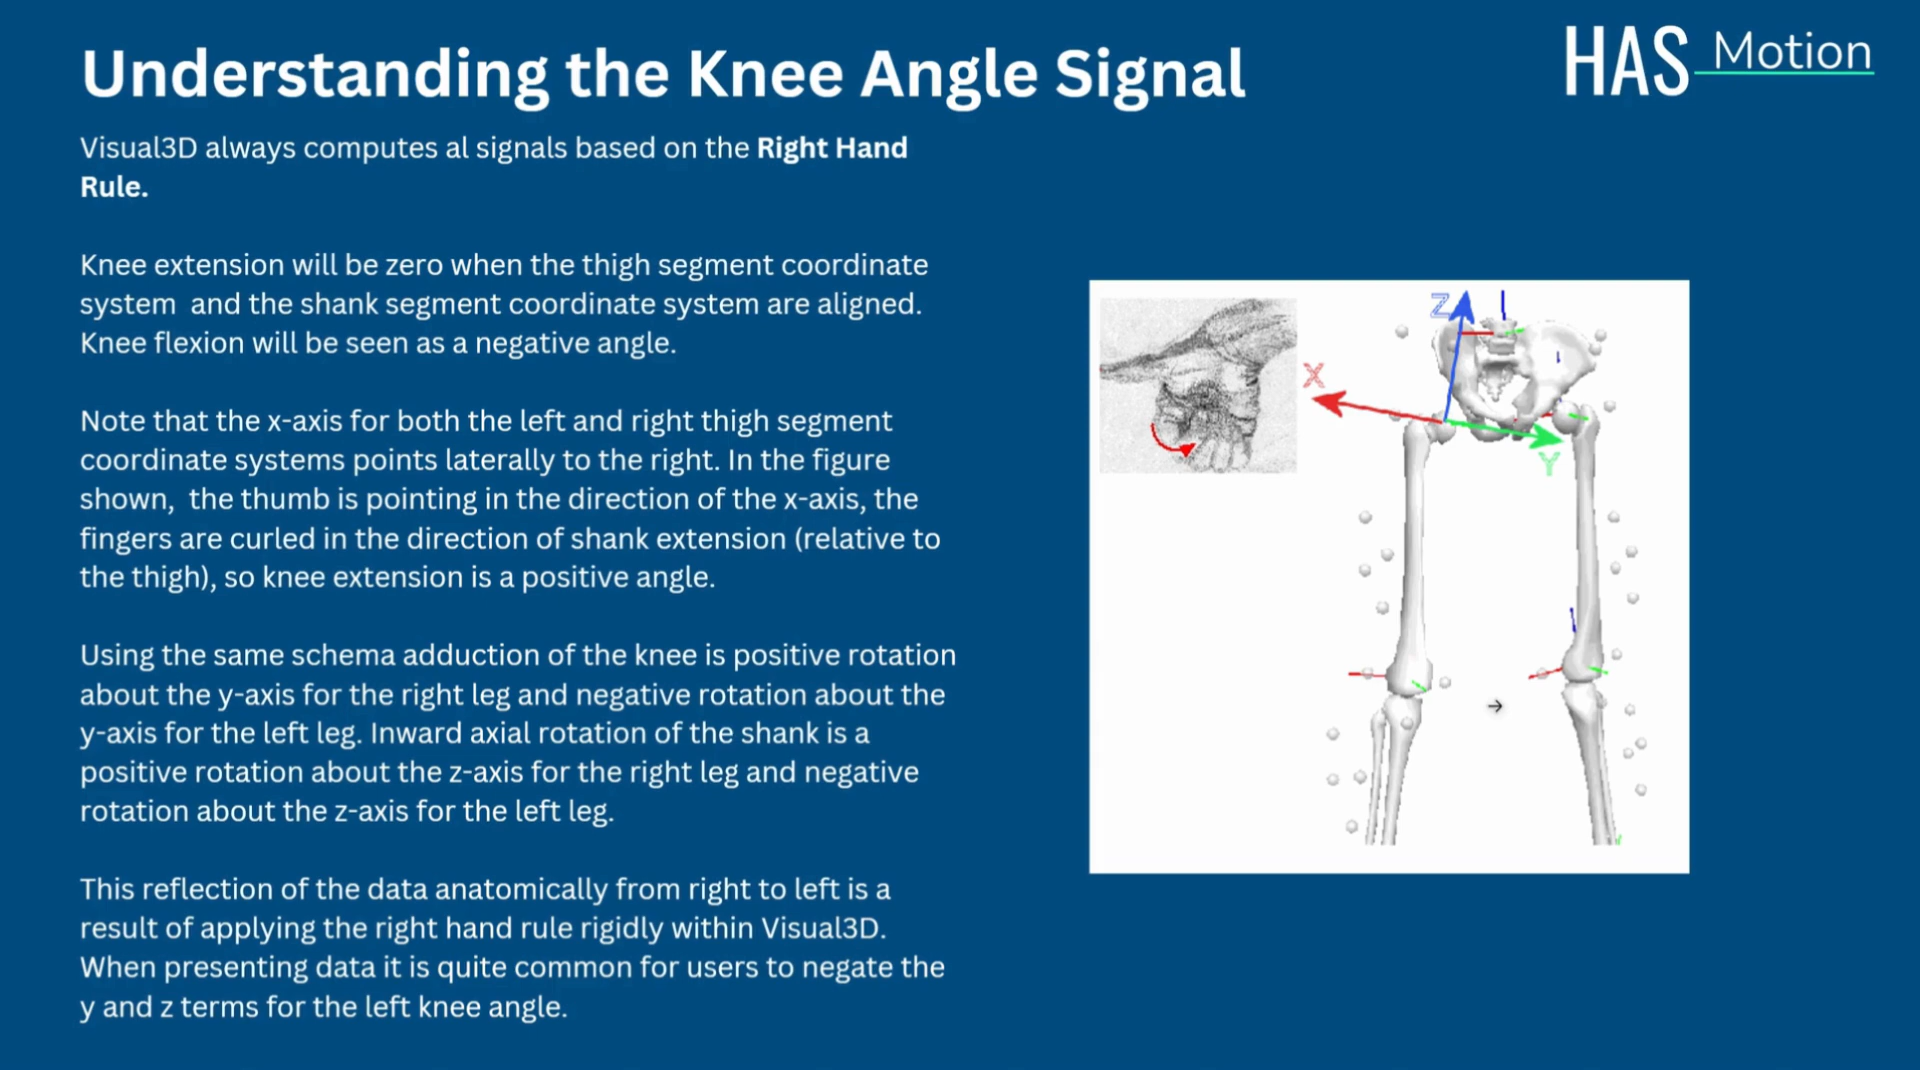 Understanding the Knee Angle Signal
HAS Motion
Visual3D always computes al signals based on the Right Hand
Rule.
Knee extension will be zero when the thigh segment coordinate
system and the shank segment coordinate system are aligned.
Knee flexion will be seen as a negative angle.
Note that the x-axis for both the left and right thigh segment
coordinate systems points laterally to the right. In the figure
shown, the thumb is pointing in the direction of the x-axis, the
fingers are curled in the direction of shank extension (relative to
the thigh), so knee extension is a positive angle.
Using the same schema adduction of the knee is positive rotation
about the y-axis for the right leg and negative rotation about the
y-axis for the left leg. Inward axial rotation of the shank is a
positive rotation about the z-axis for the right leg and negative
rotation about the z-axis for the left leg.
This reflection of the data anatomically from right to left is a
result of applying the right hand rule rigidly within Visual3D.
When presenting data it is quite common for users to negate the
y and z terms for the left knee angle.
Z
X
Y